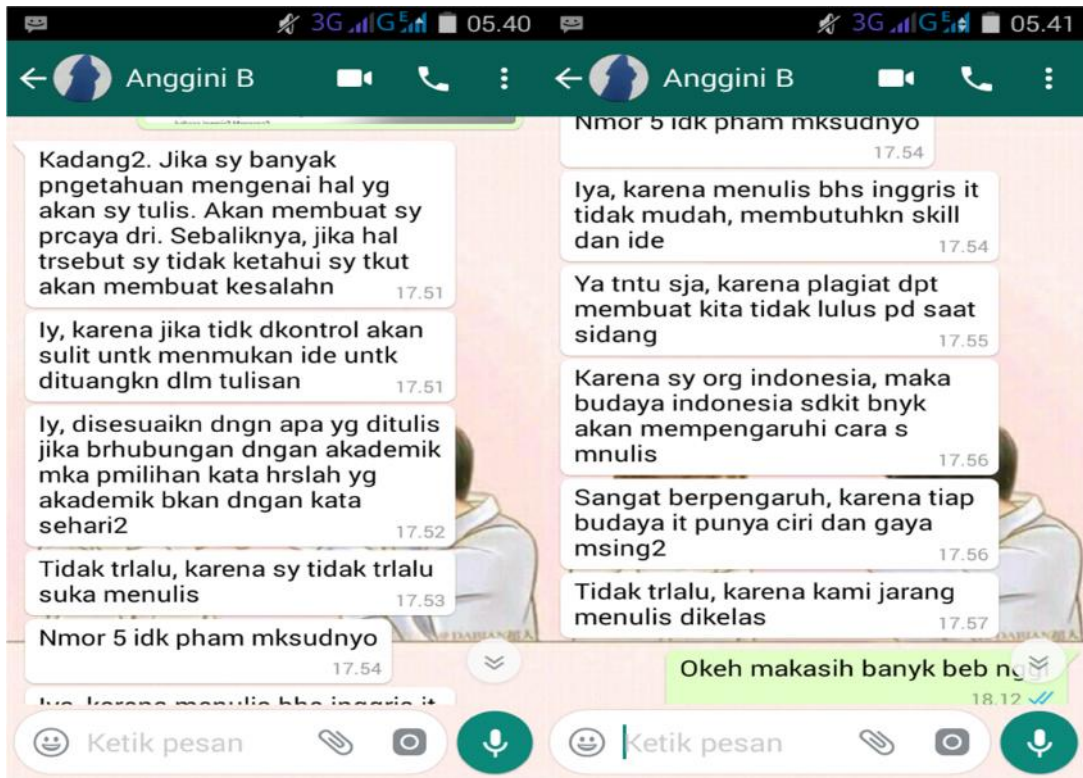 3G G E 05.40
Anggini B
Kadang2. Jika sy banyak
pngetahuan mengenai hal yg
akan sy tulis. Akan membuat sy
prcaya dri. Sebaliknya, jika hal
trsebut sy tidak ketahui sy tkut
akan membuat kesalahn 17.51
Iy, karena jika tidk dkontrol akan
sulit untk menmukan ide untk
dituangkn dlm tulisan 17.51
Iy, disesuaikn dngn apa yg ditulis
jika brhubungan dngan akademik
mka pmilihan kata hrslah yg
akademik bkan dngan kata
sehari2 17.52
Tidak trlalu, karena sy tidak trlalu
suka menulis 17.53
Nmor 5 idk pham mksudnyo
17.54
Iya, karena menulis bhs inggris it
Ketik pesan
3G G E 05.41
Anggini B
Nmor 5 idk pham mksudnyo
17.54
Iya, karena menulis bhs inggris it
tidak mudah, membutuhkn skill
dan ide 17.54
Ya tntu sja, karena plagiat dpt
membuat kita tidak lulus pd saat
sidang 17.55
Karena sy org indonesia, maka
budaya indonesia sdkit bnyk
akan mempengaruhi cara s
mnulis 17.56
Sangat berpengaruh, karena tiap
budaya it punya ciri dan gaya
msing2 17.56
Tidak trlalu, karena kami jarang
menulis dikelas 17.57
Okeh makasih banyk beb
18.12
Ketik pesan